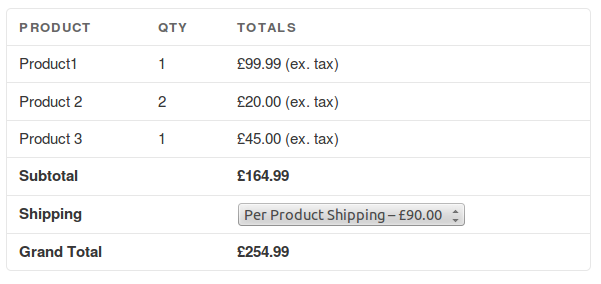 PRODUCT QTY TOTALS
Product1 1 £99.99 (ex. tax)
Product 2 2 £20.00 (ex. tax)
Product 3 1 £45.00 (ex. tax)
Subtotal £164.99
Shipping Per Product Shipping – £90.00
Grand Total £254.99